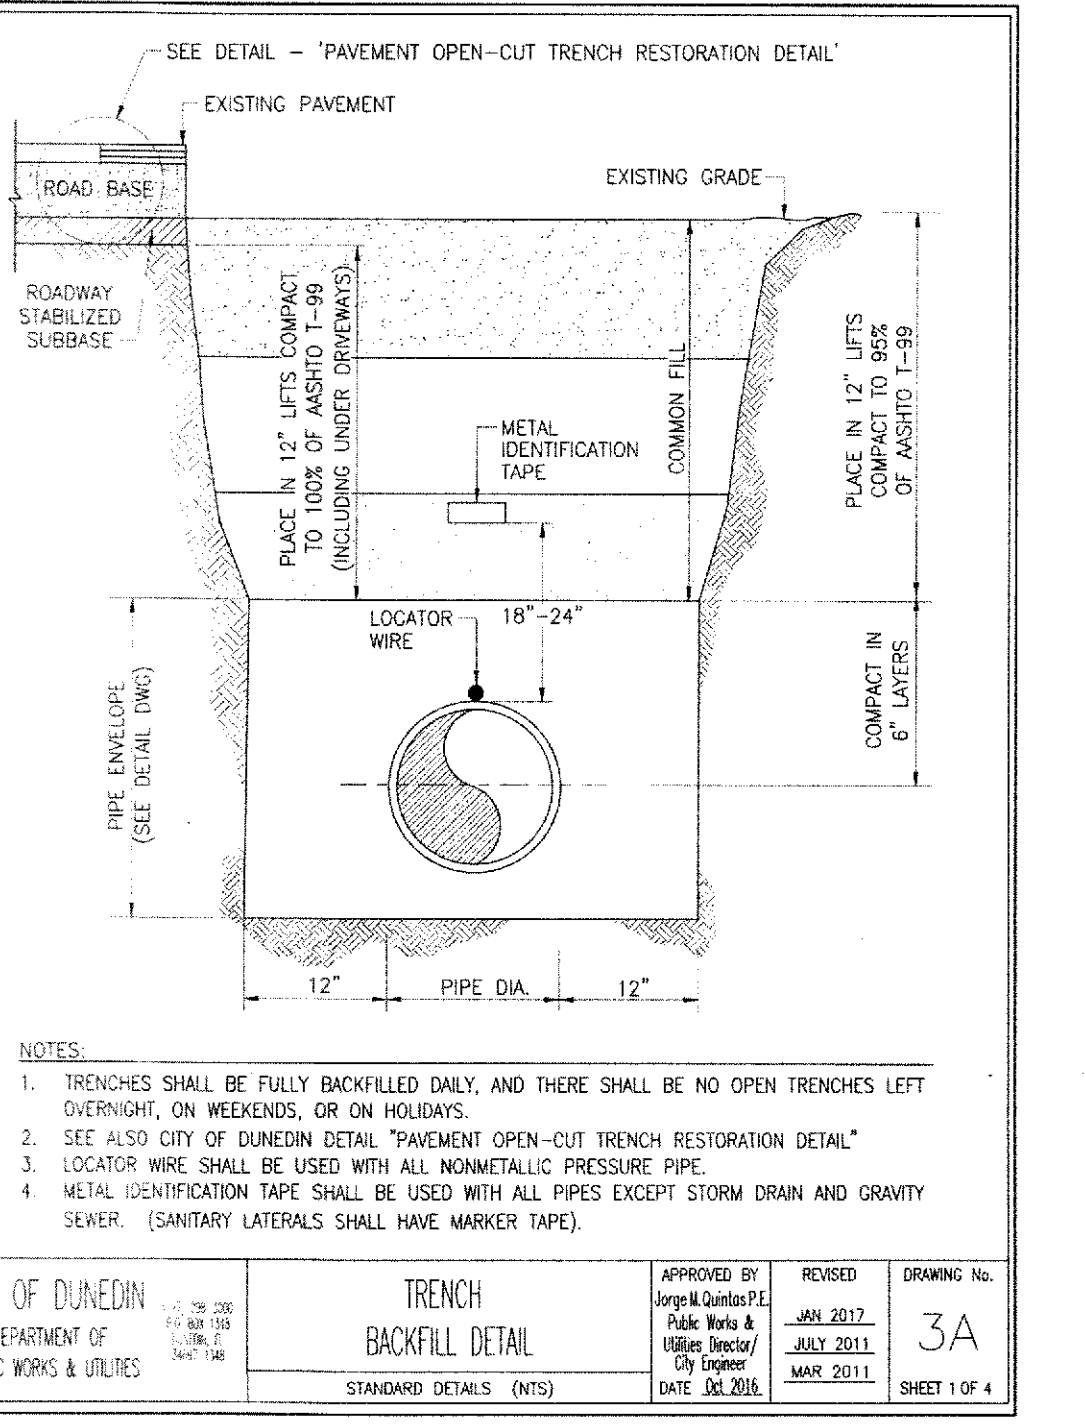 SEE DETAIL – 'PAVEMENT OPEN-CUT TRENCH RESTORATION DETAIL'
EXISTING PAVEMENT
EXISTING GRADE
ROAD BASE
ROADWAY
STABILIZED
SUBBASE
PLACE IN 12" LIFTS COMPACT
TO 100% OF AASHTO T-99
(INCLUDING UNDER DRIVEWAYS)
METAL
IDENTIFICATION
TAPE
COMMON FILL
PLACE IN 12" LIFTS
COMPACT TO 95%
OF AASHTO T-99
LOCATOR
WIRE
18"-24"
PIPE ENVELOPE
(SEE DETAIL DWG)
COMPACT IN
6" LAYERS
12"
PIPE DIA.
12"
NOTES:
1. TRENCHES SHALL BE FULLY BACKFILLED DAILY, AND THERE SHALL BE NO OPEN TRENCHES LEFT
OVERNIGHT, ON WEEKENDS, OR ON HOLIDAYS.
2. SEE ALSO CITY OF DUNEDIN DETAIL "PAVEMENT OPEN-CUT TRENCH RESTORATION DETAIL"
3. LOCATOR WIRE SHALL BE USED WITH ALL NONMETALLIC PRESSURE PIPE.
4. METAL IDENTIFICATION TAPE SHALL BE USED WITH ALL PIPES EXCEPT STORM DRAIN AND GRAVITY
SEWER. (SANITARY LATERALS SHALL HAVE MARKER TAPE).
OF DUNEDIN
EPARTMENT OF
C WORKS & UTILITIES
BOX 1348
TRENCH
BACKFILL DETAIL
STANDARD DETAILS (NTS)
APPROVED BY
Jorge M. Quintas P.E.
Public Works &
Utilities Director/
City Engineer
DATE Oct 2016
REVISED
JAN 2017
JULY 2011
MAR 2011
DRAWING No.
3A
SHEET 1 OF 4